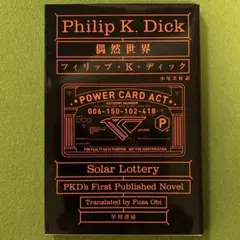 Philip K. Dick
偶然世界
フィリップ・K・ディック
小尾芙佐 訳
POWER CARD ACT
ACCOUNT NUMBER
006-150-102-418
P
Solar Lottery
PKD's First Published Novel
Translated by Fusa Obi
早川書房